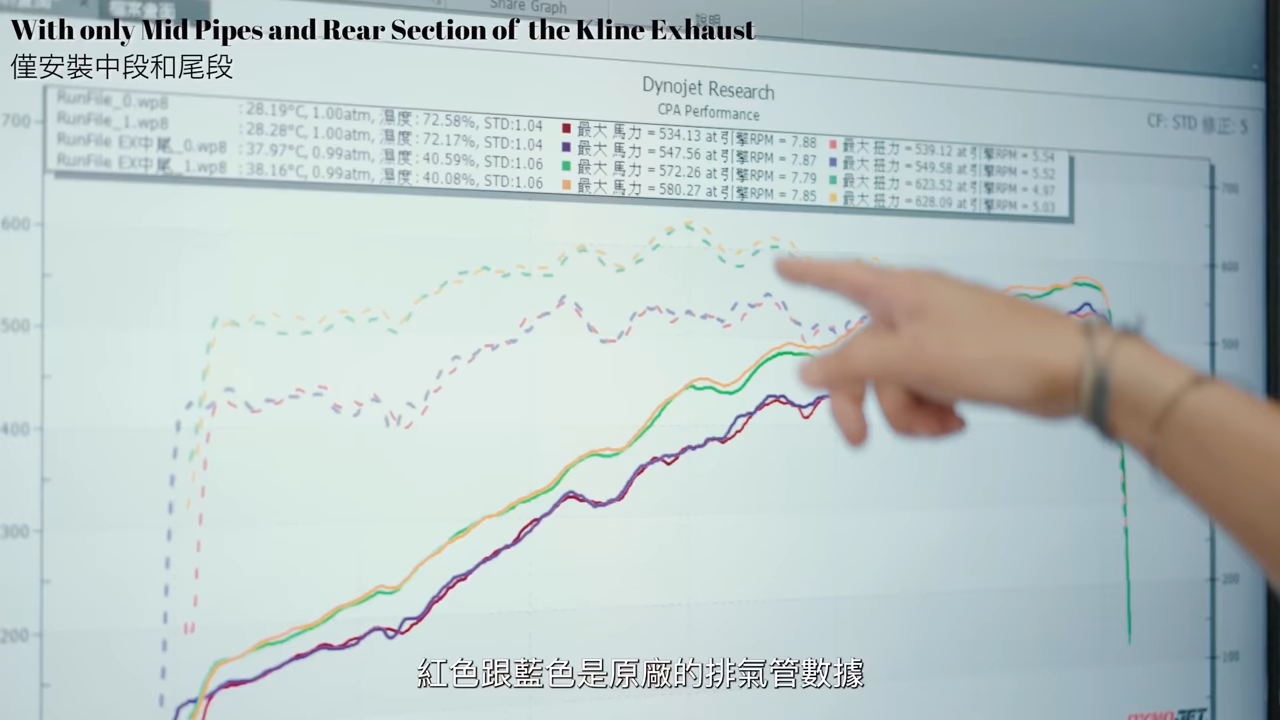 Share Graph
說明
With only Mid Pipes and Rear Section of the Kline Exhaust
僅安裝中段和尾段
Dynojet Research
CPA Performance
CF: STD 修正: 5
RunFile_0.wp8 : 28.19°C, 1.00atm, 濕度: 72.58%, STD:1.04 最大 馬力 = 534.13 at 引擎RPM = 7.88 最大 扭力 = 539.12 at 引擎RPM = 5.54
RunFile_1.wp8 : 28.28°C, 1.00atm, 濕度: 72.17%, STD:1.04 最大 馬力 = 547.56 at 引擎RPM = 7.87 最大 扭力 = 549.58 at 引擎RPM = 5.52
RunFile EX中尾_0.wp8 : 37.97°C, 0.99atm, 濕度: 40.59%, STD:1.06 最大 馬力 = 572.26 at 引擎RPM = 7.79 最大 扭力 = 623.52 at 引擎RPM = 4.97
RunFile EX中尾_1.wp8 : 38.16°C, 0.99atm, 濕度: 40.08%, STD:1.06 最大 馬力 = 580.27 at 引擎RPM = 7.85 最大 扭力 = 628.09 at 引擎RPM = 5.03
700
600
500
400
300
200
700
600
500
200
100
紅色跟藍色是原廠的排氣管數據
DYNOJET